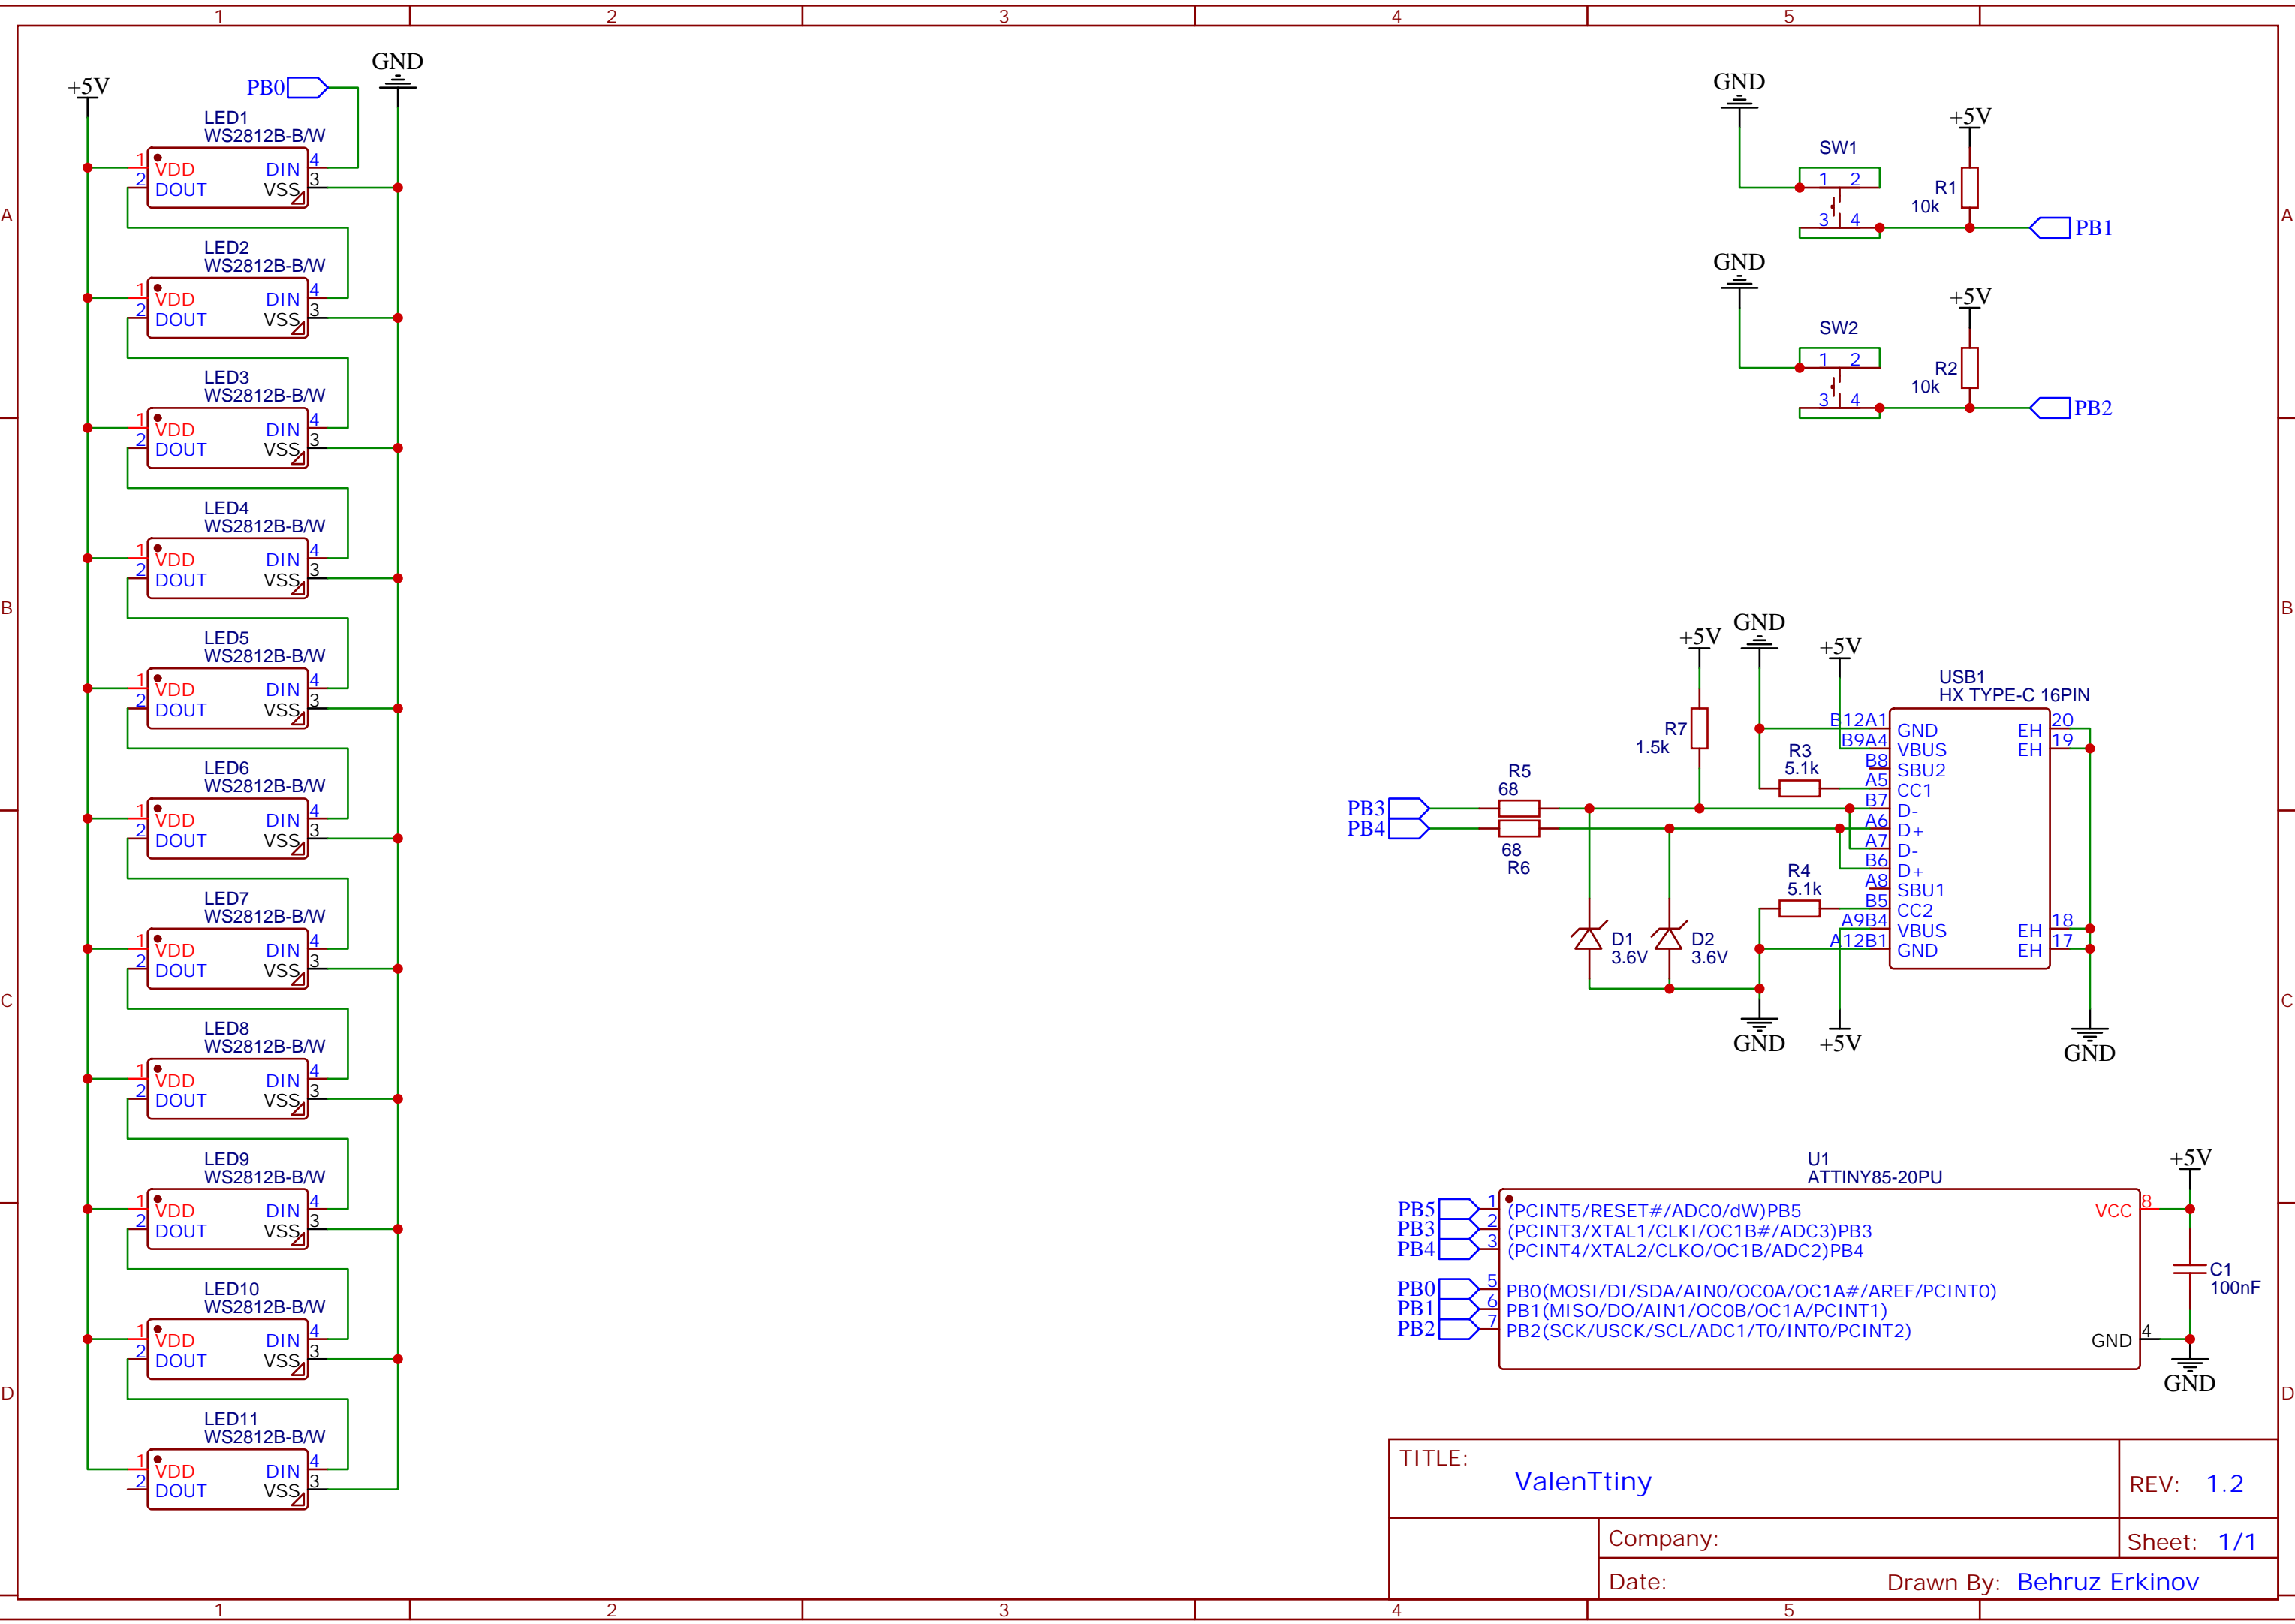 1 2 3 4 5
A
B
C
D
+5V
PB0
GND
LED1
WS2812B-B/W
1 VDD DIN 4
2 DOUT VSS 3
LED2
WS2812B-B/W
1 VDD DIN 4
2 DOUT VSS 3
LED3
WS2812B-B/W
1 VDD DIN 4
2 DOUT VSS 3
LED4
WS2812B-B/W
1 VDD DIN 4
2 DOUT VSS 3
LED5
WS2812B-B/W
1 VDD DIN 4
2 DOUT VSS 3
LED6
WS2812B-B/W
1 VDD DIN 4
2 DOUT VSS 3
LED7
WS2812B-B/W
1 VDD DIN 4
2 DOUT VSS 3
LED8
WS2812B-B/W
1 VDD DIN 4
2 DOUT VSS 3
LED9
WS2812B-B/W
1 VDD DIN 4
2 DOUT VSS 3
LED10
WS2812B-B/W
1 VDD DIN 4
2 DOUT VSS 3
LED11
WS2812B-B/W
1 VDD DIN 4
2 DOUT VSS 3
GND
+5V
SW1
1 2
3 4
R1
10k
PB1
GND
+5V
SW2
1 2
3 4
R2
10k
PB2
+5V
GND
+5V
USB1
HX TYPE-C 16PIN
R7
1.5k
R3
5.1k
R5
68
PB3
PB4
68
R6
R4
5.1k
D1
3.6V
D2
3.6V
B12A1 GND EH 20
B9A4 VBUS EH 19
B8 SBU2
A5 CC1
B7 D-
A6 D+
A7 D-
B6 D+
A8 SBU1
B5 CC2
A9B4 VBUS EH 18
A12B1 GND EH 17
GND
+5V
GND
U1
ATTINY85-20PU
+5V
PB5 1 (PCINT5/RESET#/ADC0/dW)PB5
PB3 2 (PCINT3/XTAL1/CLKI/OC1B#/ADC3)PB3
PB4 3 (PCINT4/XTAL2/CLKO/OC1B/ADC2)PB4
PB0 5 PB0(MOSI/DI/SDA/AIN0/OC0A/OC1A#/AREF/PCINT0)
PB1 6 PB1(MISO/DO/AIN1/OC0B/OC1A/PCINT1)
PB2 7 PB2(SCK/USCK/SCL/ADC1/T0/INT0/PCINT2)
VCC 8
GND 4
C1
100nF
GND
TITLE:
ValenTtiny
REV: 1.2
Company:
Sheet: 1/1
Date:
Drawn By: Behruz Erkinov
A
B
C
D
1 2 3 4 5